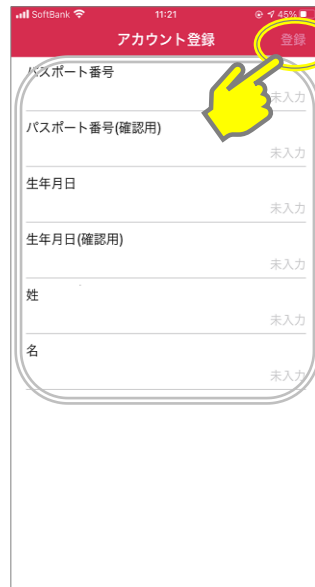 SoftBank 11:21 45%
アカウント登録 登録
パスポート番号
未入力
パスポート番号(確認用)
未入力
生年月日
未入力
生年月日(確認用)
未入力
姓
未入力
名
未入力